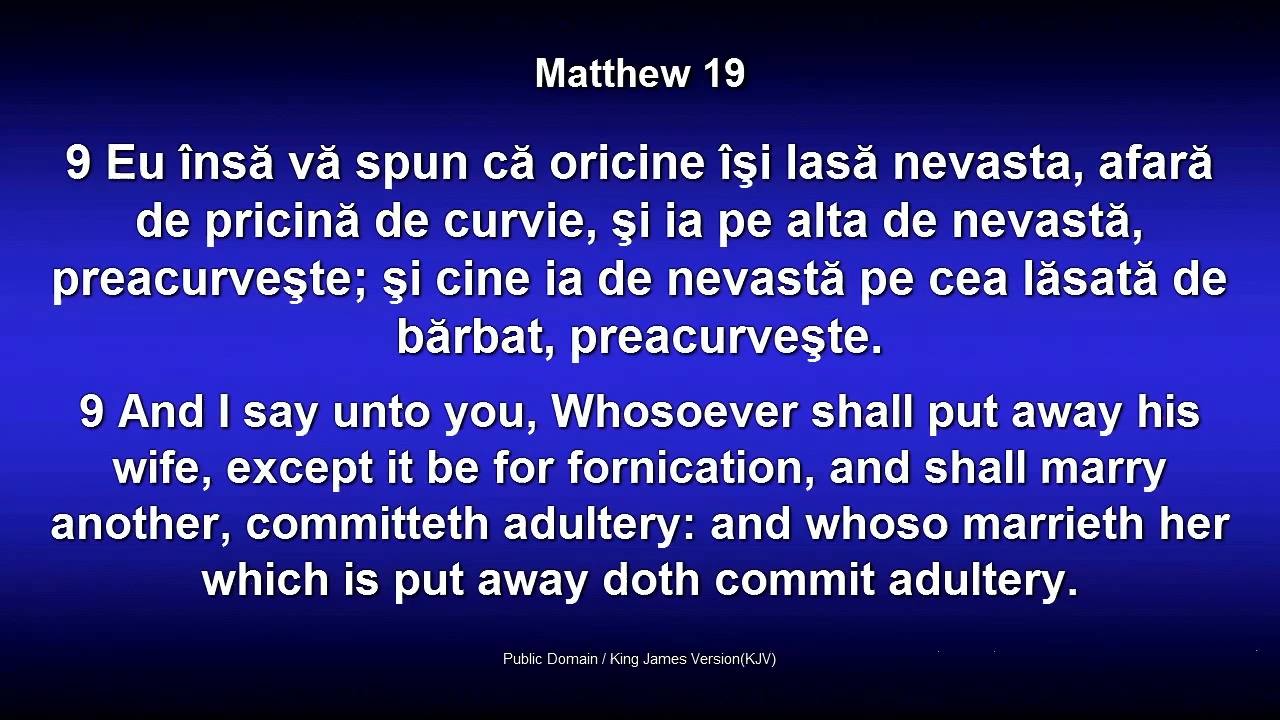 Matthew 19
9 Eu însă vă spun că oricine îşi lasă nevasta, afară
de pricină de curvie, şi ia pe alta de nevastă,
preacurveşte; şi cine ia de nevastă pe cea lăsată de
bărbat, preacurveşte.
9 And I say unto you, Whosoever shall put away his
wife, except it be for fornication, and shall marry
another, committeth adultery: and whoso marrieth her
which is put away doth commit adultery.
Public Domain / King James Version(KJV)